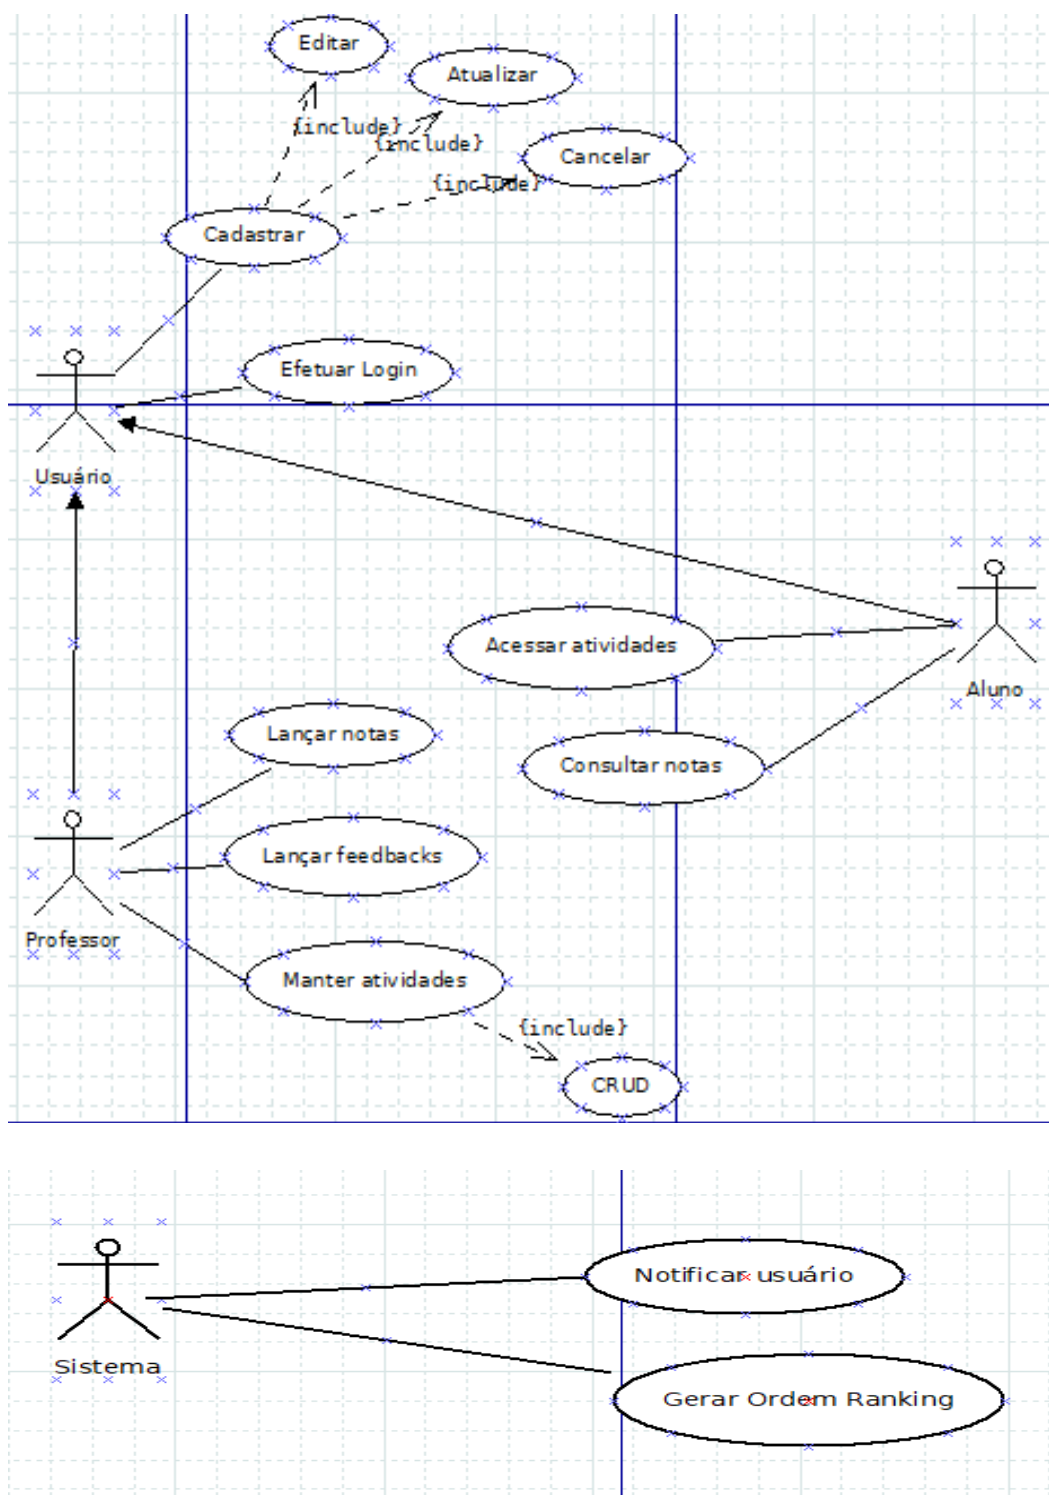 Editar
Atualizar
{include}
{include}
Cancelar
{include}
Cadastrar
Efetuar Login
Usuário
Acessar atividades
Aluno
Lançar notas
Consultar notas
Lançar feedbacks
Professor
Manter atividades
{include}
CRUD
Notificar usuário
Sistema
Gerar Ordem Ranking